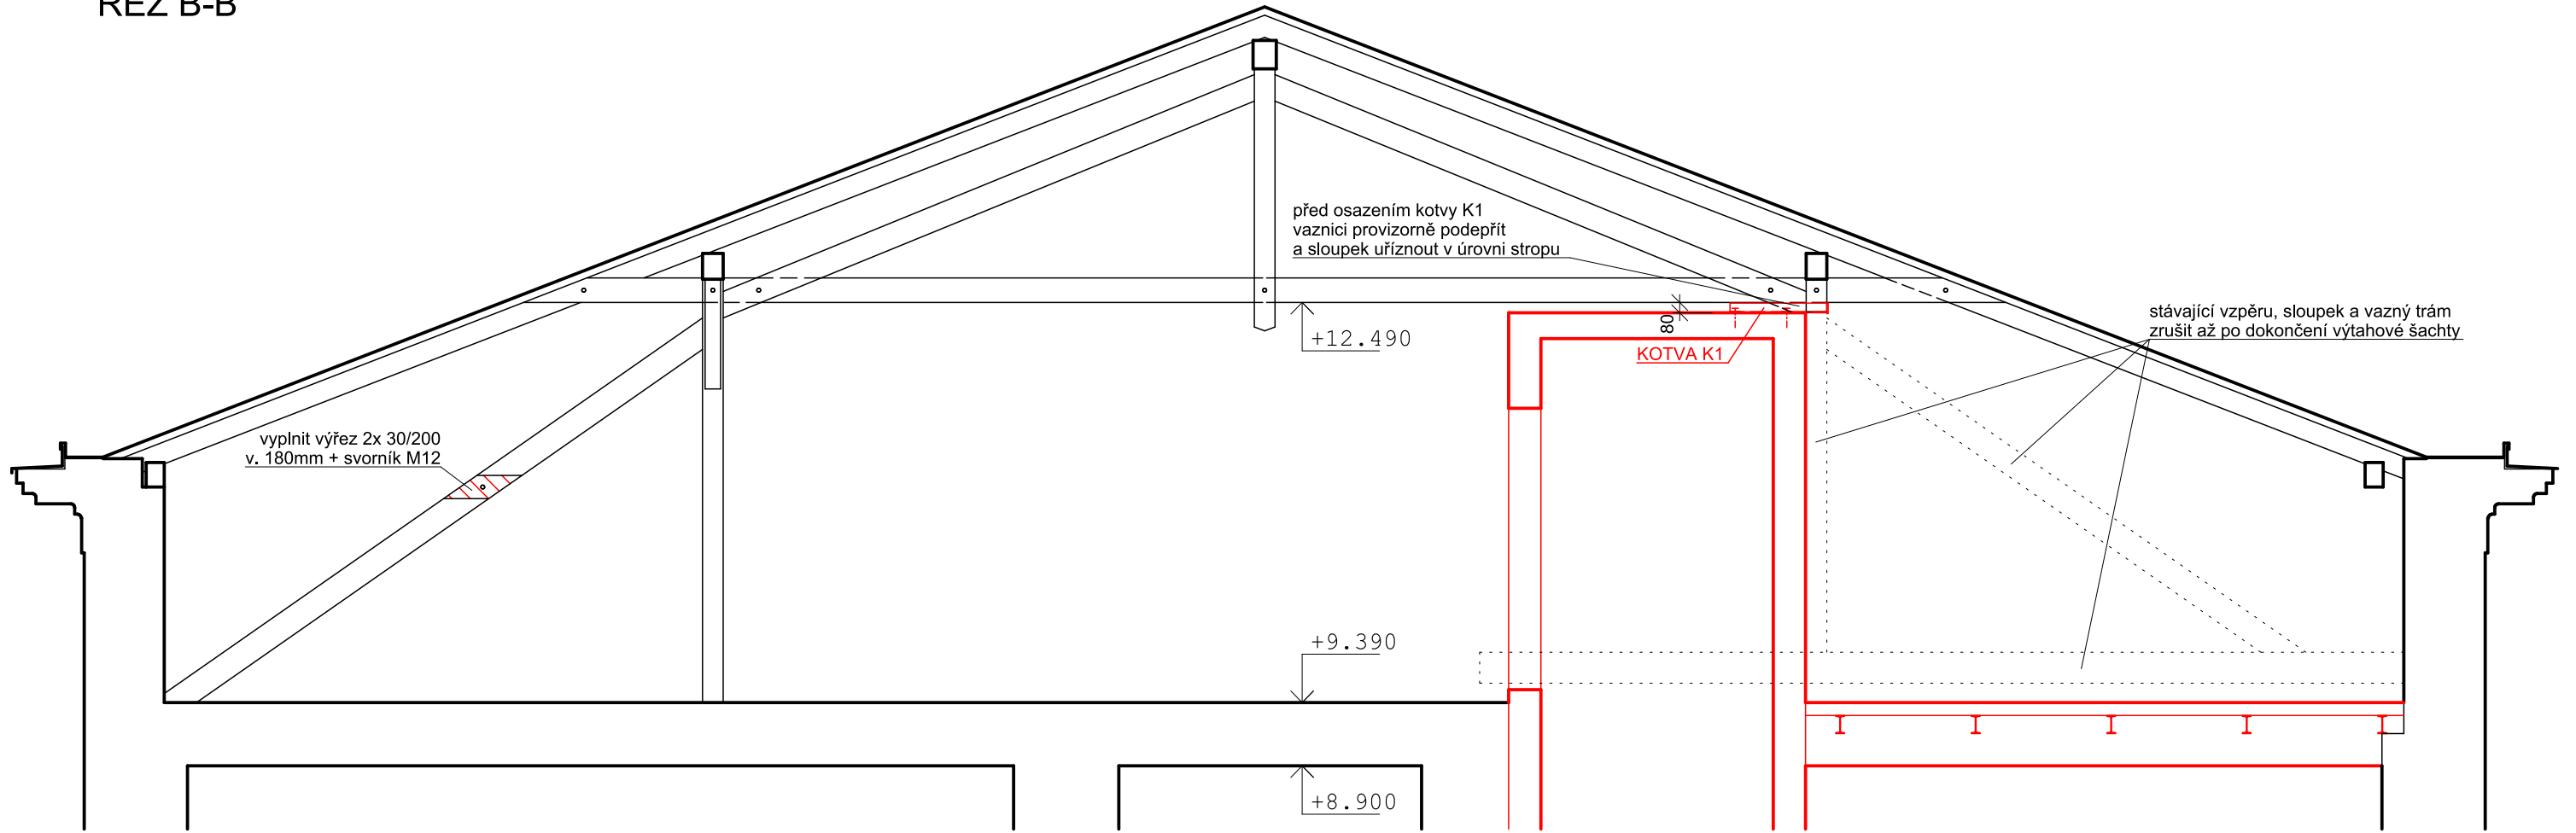 ŘEZ B-B
před osazením kotvy K1
vaznici provizorně podepřít
a sloupek uříznout v úrovni stropu
stávající vzpěru, sloupek a vazný trám
zrušit až po dokončení výtahové šachty
80
+12.490
KOTVA K1
vyplnit výřez 2x 30/200
v. 180mm + svorník M12
+9.390
+8.900